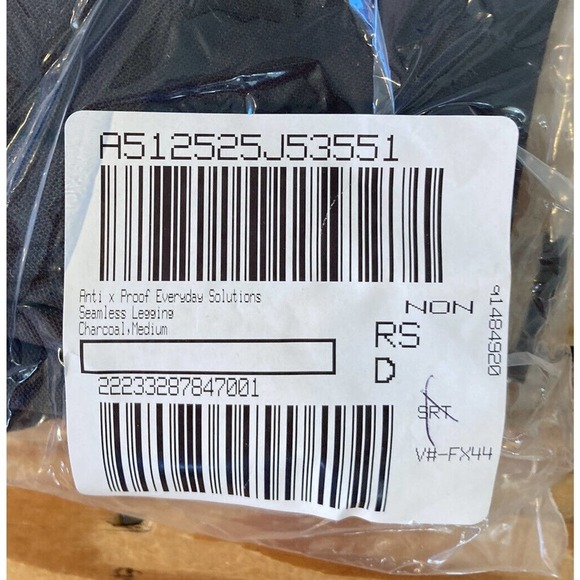 A512525J53551
Anti x Proof Everyday Solutions
Seamless Legging
Charcoal,Medium
22233287847001
NON
RS
D
SRT
V#-FX44
91484920